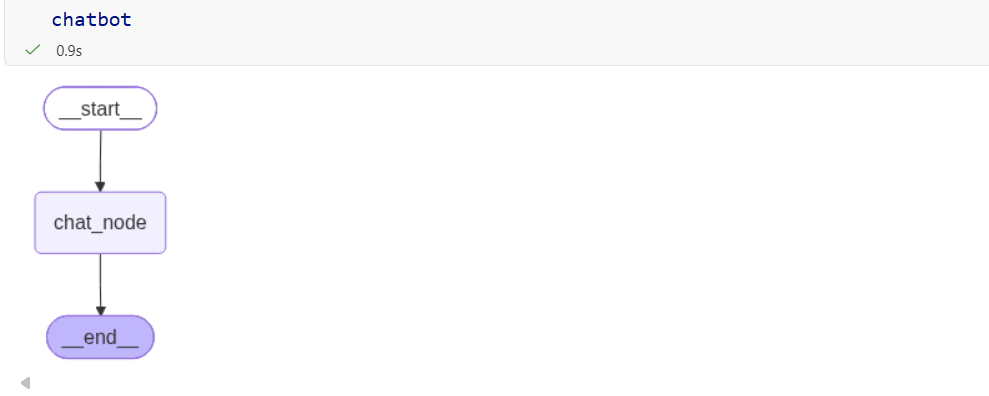 chatbot
0.9s
__start__
chat_node
__end__